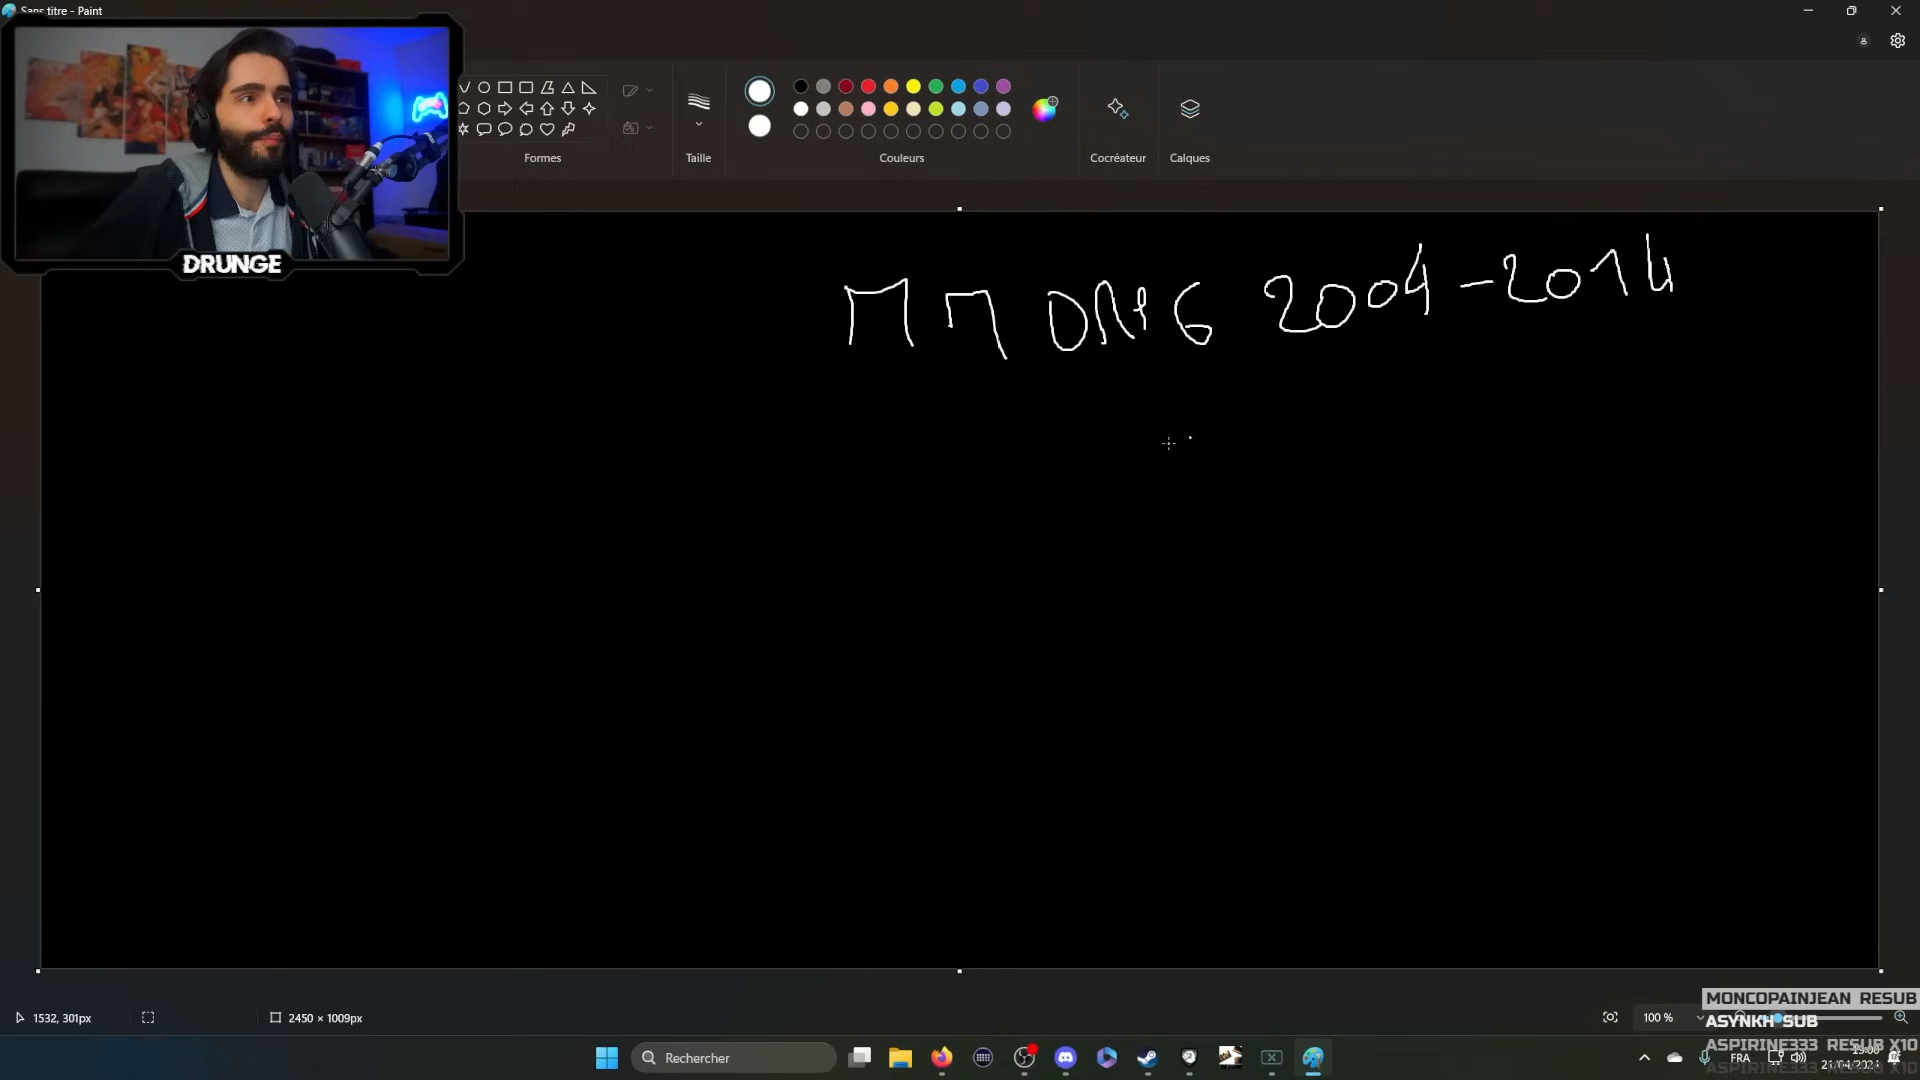 Sans titre - Paint
Formes
Taille
Couleurs
Cocréateur
Calques
DRUNGE
MMORPG 2004-2014
1532, 301px
2450 × 1009px
100 %
MONCOPAINJEAN RESUB
ASYNKH SUB
ASPIRINE333 RESUB X10
Rechercher
FRA